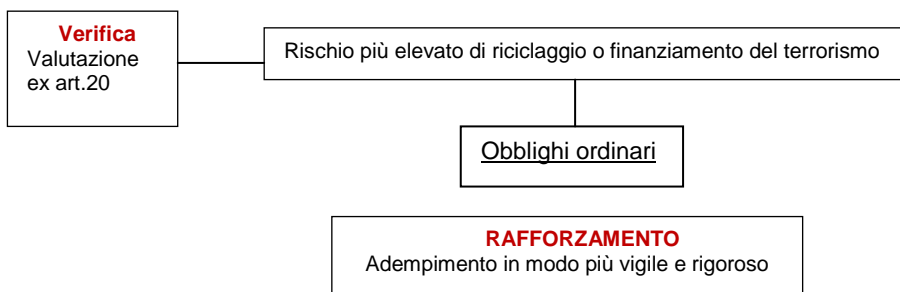 Verifica
Valutazione
ex art.20
Rischio più elevato di riciclaggio o finanziamento del terrorismo
Obblighi ordinari
RAFFORZAMENTO
Adempimento in modo più vigile e rigoroso